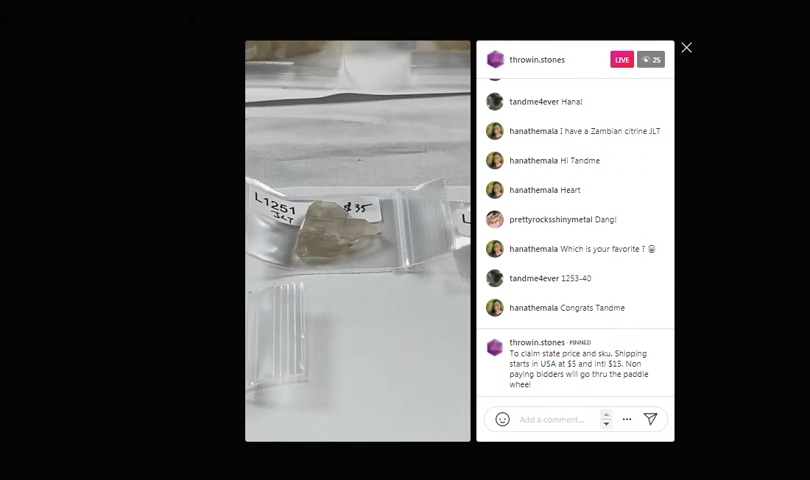 throwin.stones LIVE 25
tandme4ever Hana!
hanathemala I have a Zambian citrine JLT
hanathemala Hi Tandme
hanathemala Heart
prettyrocksshinymetal Dang!
hanathemala Which is your favorite ? 😀
tandme4ever 1253-40
hanathemala Congrats Tandme
throwin.stones · PINNED
To claim state price and sku. Shipping
starts in USA at $5 and intl $15. Non
paying bidders will go thru the paddle
wheel
Add a comment...
L1251 $35
JLT
L